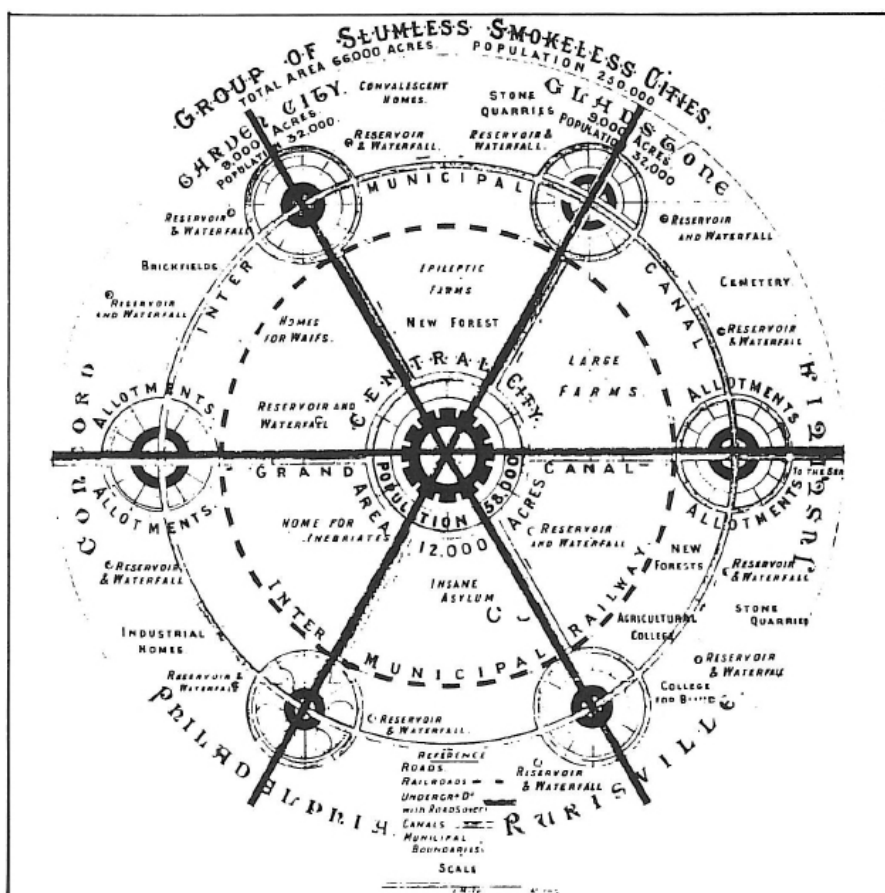 GROUP OF SLUMLESS SMOKELESS CITIES.
TOTAL AREA 66000 ACRES. POPULATION 250,000
GARDEN CITY.
9,000 ACRES.
POPULATION 32,000
CONVALESCENT
HOMES.
STONE
QUARRIES
GLADSTONE
9,000 ACRES
POPULATION
32,000
RESERVOIR
& WATERFALL
RESERVOIR &
WATERFALL.
RESERVOIR
& WATERFALL
MUNICIPAL
RESERVOIR
AND WATERFALL
BRICKFIELDS
INTER
CANAL
EPILEPTIC
FARMS
CEMETERY
RESERVOIR
AND WATERFALL
HOMES
FOR WAIFS.
NEW FOREST
RESERVOIR
& WATERFALL
CENTRAL CITY.
LARGE
FARMS.
CONCORD
ALLOTMENTS
RESERVOIR AND
WATERFALL
ALLOTMENTS
GRAND
CANAL
TO THE SEA
ALLOTMENTS
AREA
POPULATION 58,000
12,000
ACRES
ALLOTMENTS
JUSTITIA
HOME FOR
INEBRIATES
RESERVOIR
AND WATERFALL
NEW
FORESTS
RESERVOIR
& WATERFALL
RESERVOIR
& WATERFALL
INSANE
ASYLUM
STONE
QUARRIES
INTER
MUNICIPAL
RAILWAY
AGRICULTURAL
COLLEGE
INDUSTRIAL
HOMES.
RESERVOIR &
WATERFALL
RESERVOIR &
WATERFALL
COLLEGE
FOR BLIND
RESERVOIR
& WATERFALL.
PHILADELPHIA
RURISVILLE
REFERENCE
ROADS.
RAILROADS
UNDERGRD Do
WITH ROADS OVER
CANALS
MUNICIPAL
BOUNDARIES
RESERVOIR
& WATERFALL
SCALE